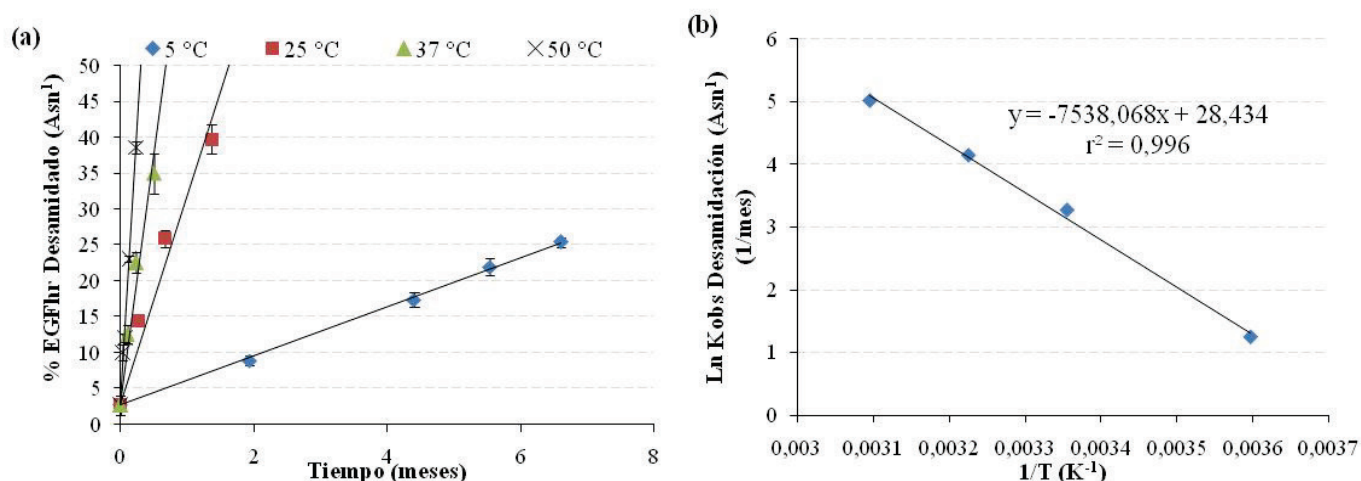 (a)
5 °C 25 °C 37 °C 50 °C
% EGFhr Desamidado (Asn¹)
50
45
40
35
30
25
20
15
10
5
0
0 2 4 6 8
Tiempo (meses)
(b)
Ln Kobs Desamidación (Asn¹)
(1/mes)
6
5
4
3
2
1
0
y = -7538,068x + 28,434
r² = 0,996
0,003 0,0031 0,0032 0,0033 0,0034 0,0035 0,0036 0,0037
1/T (K⁻¹)